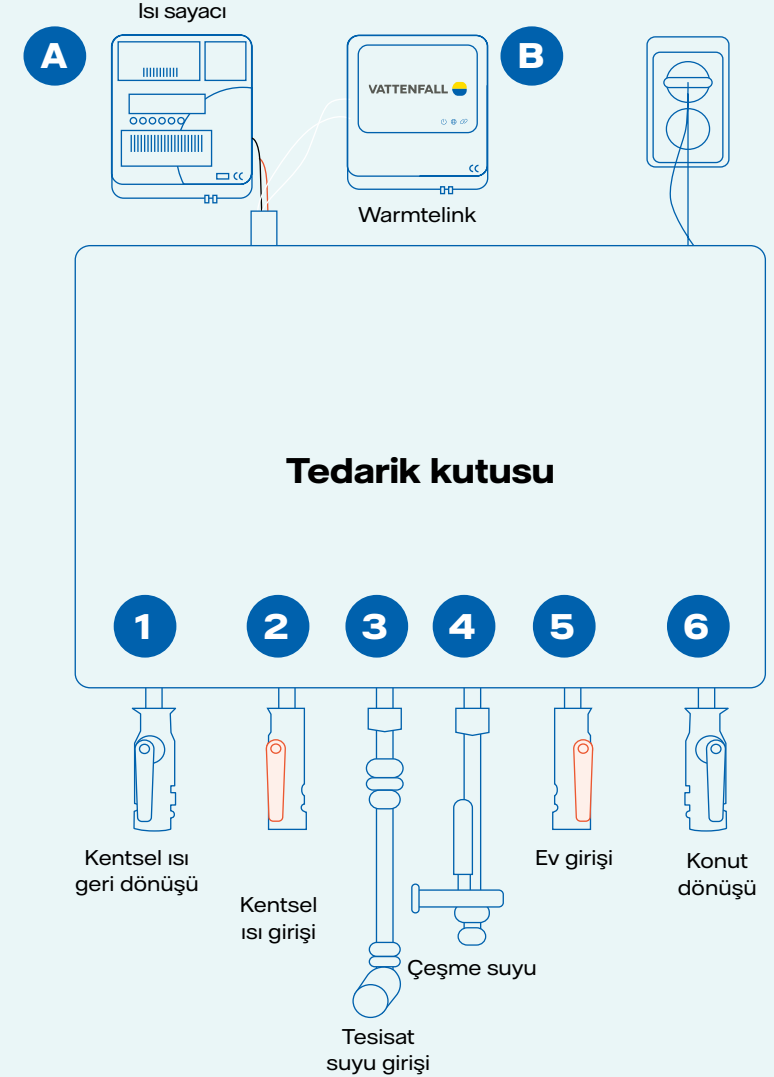 Isı sayacı
A
B
VATTENFALL
Warmtelink
Tedarik kutusu
1
2
3
4
5
6
Kentsel ısı
geri dönüşü
Kentsel
ısı girişi
Tesisat
suyu girişi
Çeşme suyu
Ev girişi
Konut
dönüşü